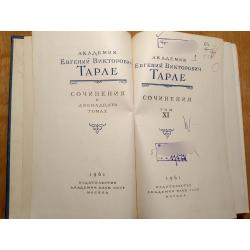 АКАДЕМИК
ЕВГЕНИЙ ВИКТОРОВИЧ
ТАРЛЕ
СОЧИНЕНИЯ
В
ДВЕНАДЦАТИ
ТОМАХ
1961
ИЗДАТЕЛЬСТВО
АКАДЕМИИ НАУК СССР
МОСКВА
АКАДЕМИК
ЕВГЕНИЙ ВИКТОРОВИЧ
ТАРЛЕ
СОЧИНЕНИЯ
ТОМ
XI
1961
ИЗДАТЕЛЬСТВО
АКАДЕМИИ НАУК СССР
МОСКВА